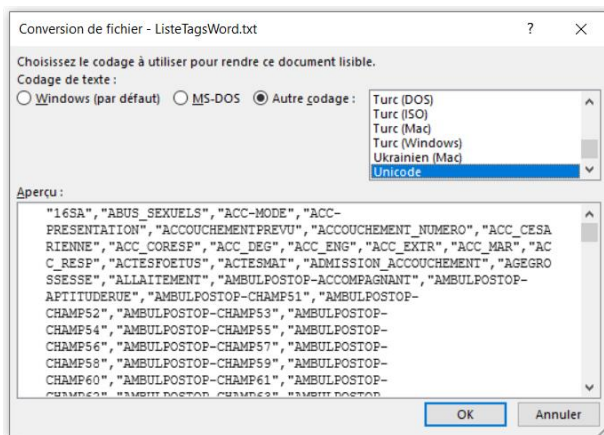 Conversion de fichier - ListeTagsWord.txt ? ×
Choisissez le codage à utiliser pour rendre ce document lisible.
Codage de texte :
Windows (par défaut) MS-DOS Autre codage :
Turc (DOS)
Turc (ISO)
Turc (Mac)
Turc (Windows)
Ukrainien (Mac)
Unicode
Aperçu :
"16SA","ABUS_SEXUELS","ACC-MODE","ACC-
PRESENTATION","ACCOUCHEMENTPREVU","ACCOUCHEMENT_NUMERO","ACC_CESA
RIENNE","ACC_CORESP","ACC_DEG","ACC_ENG","ACC_EXTR","ACC_MAR","AC
C_RESP","ACTESFOETUS","ACTESMAT","ADMISSION_ACCOUCHEMENT","AGEGRO
SSESSE","ALLAITEMENT","AMBULPOSTOP-ACCOMPAGNANT","AMBULPOSTOP-
APTITUDERUE","AMBULPOSTOP-CHAMP51","AMBULPOSTOP-
CHAMP52","AMBULPOSTOP-CHAMP53","AMBULPOSTOP-
CHAMP54","AMBULPOSTOP-CHAMP55","AMBULPOSTOP-
CHAMP56","AMBULPOSTOP-CHAMP57","AMBULPOSTOP-
CHAMP58","AMBULPOSTOP-CHAMP59","AMBULPOSTOP-
CHAMP60","AMBULPOSTOP-CHAMP61","AMBULPOSTOP-
CHAMP62","AMBULPOSTOP-CHAMP63","AMBULPOSTOP-
OK Annuler